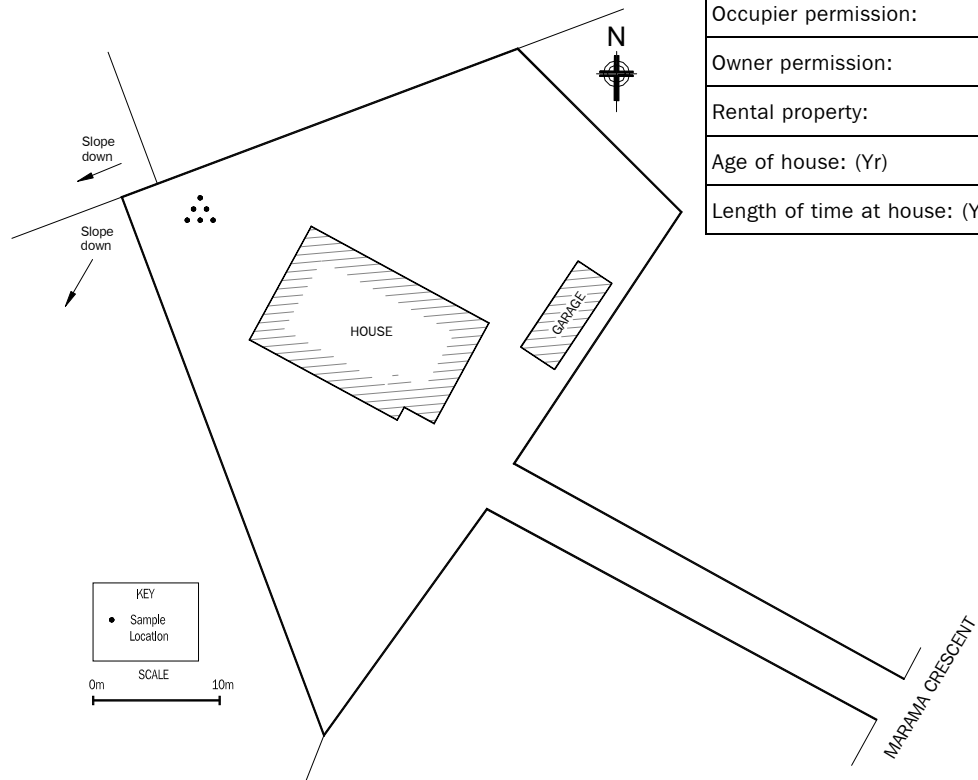 Occupier permission:
Owner permission:
Rental property:
Age of house: (Yr)
Length of time at house: (Y
N
Slope
down
Slope
down
HOUSE
GARAGE
KEY
Sample
Location
SCALE
0m 10m
MARAMA CRESCENT